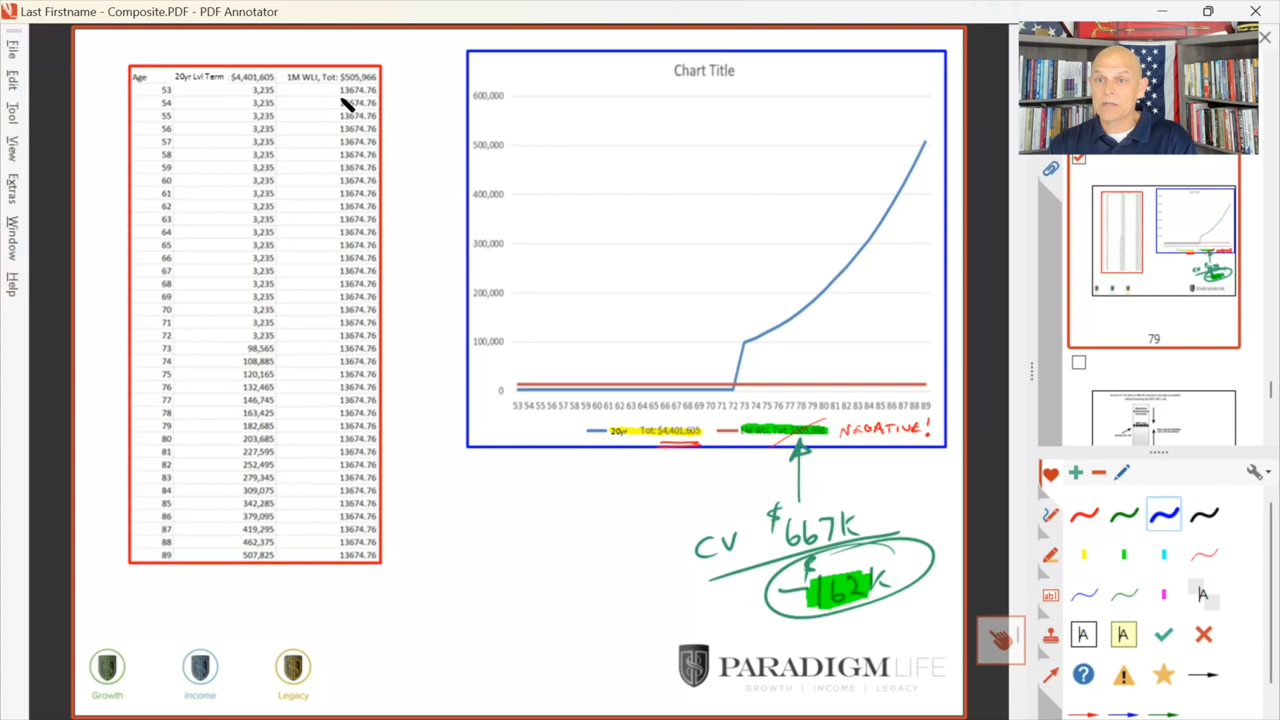 Last Firstname - Composite.PDF - PDF Annotator
File
Edit
Tool
View
Extras
Window
Help
Age 20yr Lvl Term $4,401,605 1M WLI, Tot: $505,966
53 3,235 13674.76
54 3,235 13674.76
55 3,235 13674.76
56 3,235 13674.76
57 3,235 13674.76
58 3,235 13674.76
59 3,235 13674.76
60 3,235 13674.76
61 3,235 13674.76
62 3,235 13674.76
63 3,235 13674.76
64 3,235 13674.76
65 3,235 13674.76
66 3,235 13674.76
67 3,235 13674.76
68 3,235 13674.76
69 3,235 13674.76
70 3,235 13674.76
71 3,235 13674.76
72 3,235 13674.76
73 98,565 13674.76
74 108,885 13674.76
75 120,165 13674.76
76 132,465 13674.76
77 146,745 13674.76
78 163,425 13674.76
79 182,685 13674.76
80 203,685 13674.76
81 227,595 13674.76
82 252,495 13674.76
83 279,345 13674.76
84 309,075 13674.76
85 342,285 13674.76
86 379,095 13674.76
87 419,295 13674.76
88 462,375 13674.76
89 507,825 13674.76
Chart Title
600,000
500,000
400,000
300,000
200,000
100,000
0
53 54 55 56 57 58 59 60 61 62 63 64 65 66 67 68 69 70 71 72 73 74 75 76 77 78 79 80 81 82 83 84 85 86 87 88 89
20yr Tot: $4,401,605 1M WLI, Tot: $505,966 NEGATIVE!
CV $667K
-$162K
Growth
Income
Legacy
PARADIGMLIFE
GROWTH | INCOME | LEGACY
79